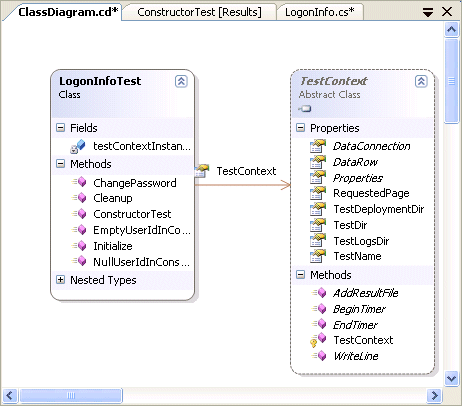 ClassDiagram.cd* ConstructorTest [Results] LogonInfo.cs*
LogonInfoTest
Class
Fields
testContextInstan...
Methods
ChangePassword
Cleanup
ConstructorTest
EmptyUserIdInCo...
Initialize
NullUserIdInCons...
Nested Types
TestContext
TestContext
Abstract Class
Properties
DataConnection
DataRow
Properties
RequestedPage
TestDeploymentDir
TestDir
TestLogsDir
TestName
Methods
AddResultFile
BeginTimer
EndTimer
TestContext
WriteLine